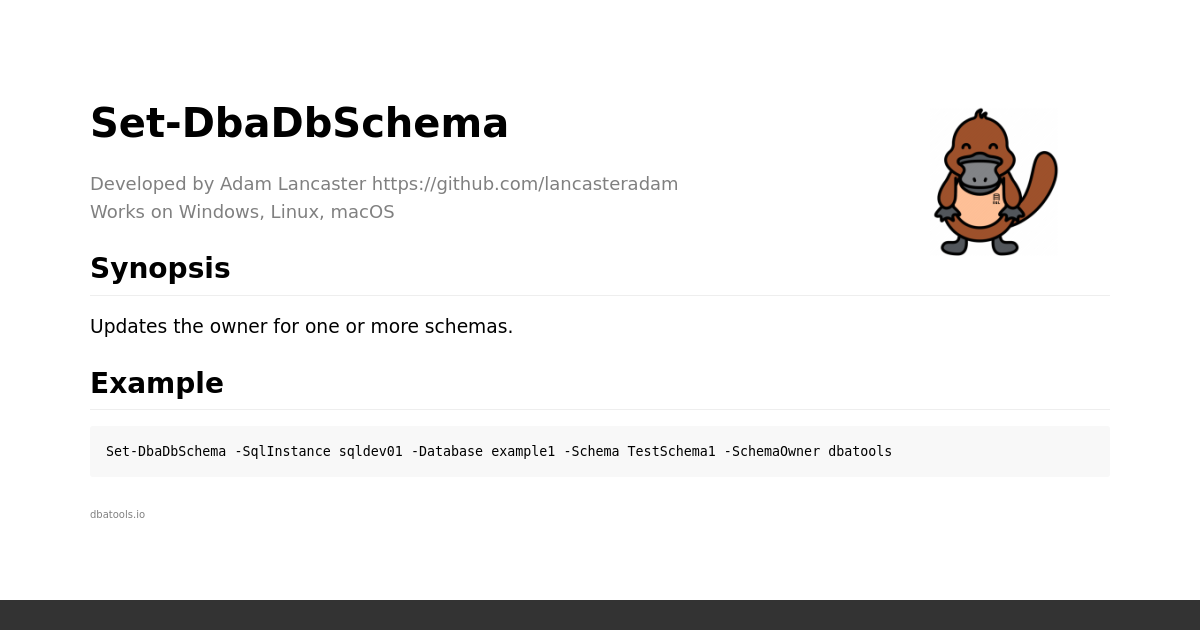 Set-DbaDbSchema
Developed by Adam Lancaster https://github.com/lancasteradam
Works on Windows, Linux, macOS
Synopsis
Updates the owner for one or more schemas.
Example
Set-DbaDbSchema -SqlInstance sqldev01 -Database example1 -Schema TestSchema1 -SchemaOwner dbatools
dbatools.io